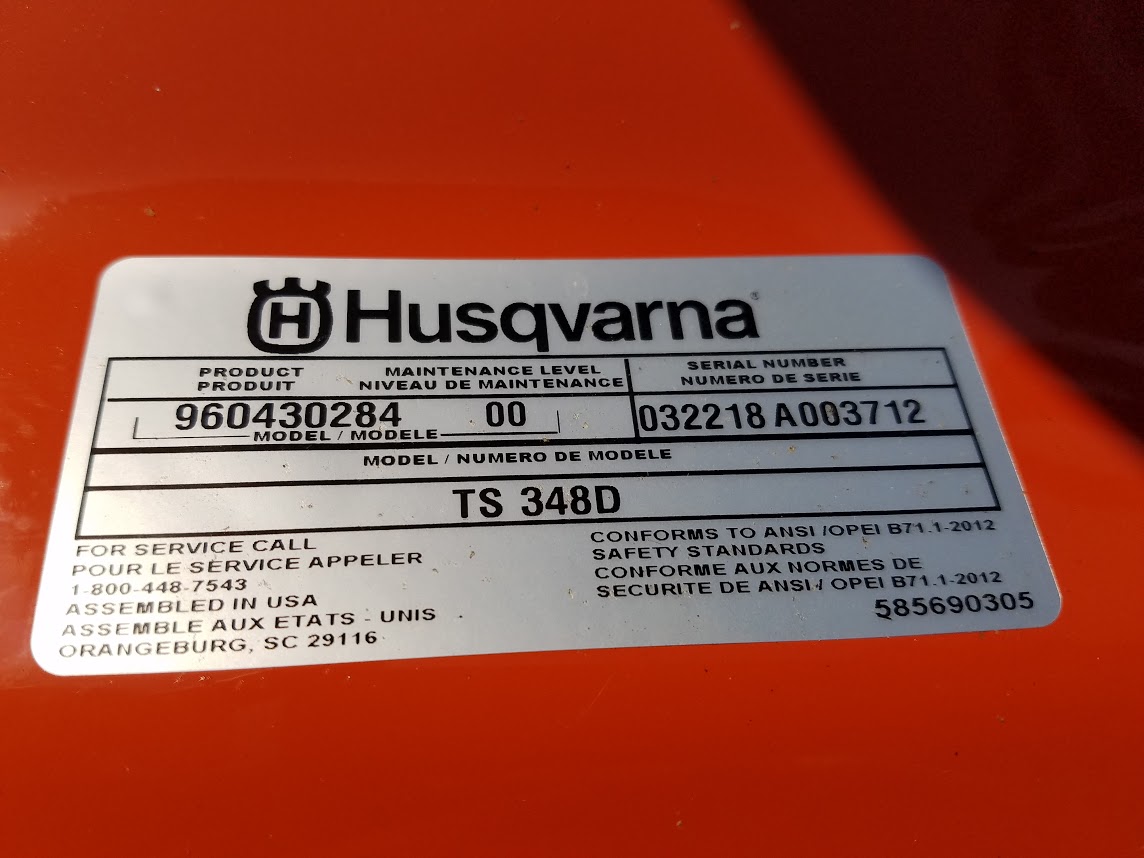 H Husqvarna®
PRODUCT MAINTENANCE LEVEL SERIAL NUMBER
PRODUIT NIVEAU DE MAINTENANCE NUMERO DE SERIE
960430284 00 032218 A003712
MODEL / MODELE
MODEL / NUMERO DE MODELE
TS 348D
FOR SERVICE CALL
POUR LE SERVICE APPELER
1-800-448-7543
ASSEMBLED IN USA
ASSEMBLE AUX ETATS - UNIS
ORANGEBURG, SC 29116
CONFORMS TO ANSI /OPEI B71.1-2012
SAFETY STANDARDS
CONFORME AUX NORMES DE
SECURITE DE ANSI / OPEI B71.1-2012
585690305